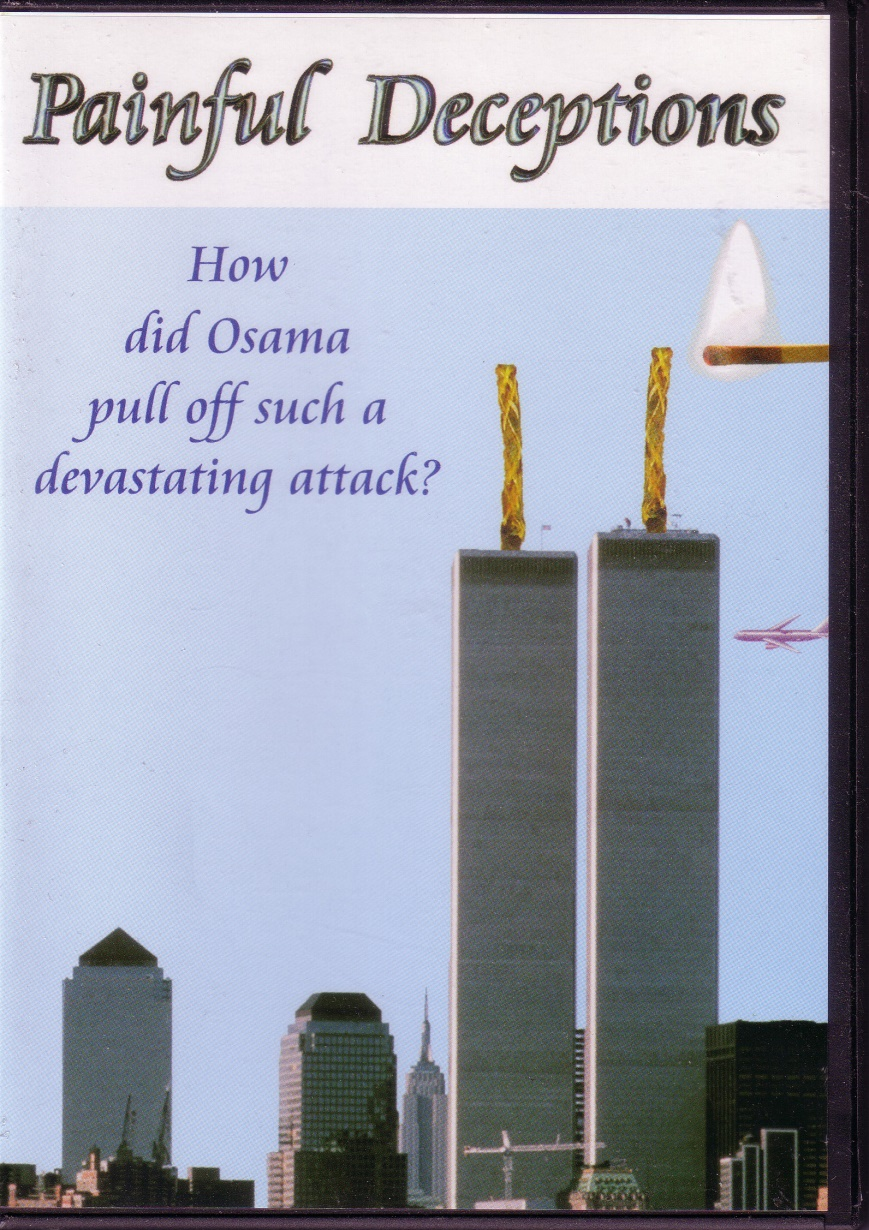 Painful Deceptions
How
did Osama
pull off such a
devastating attack?